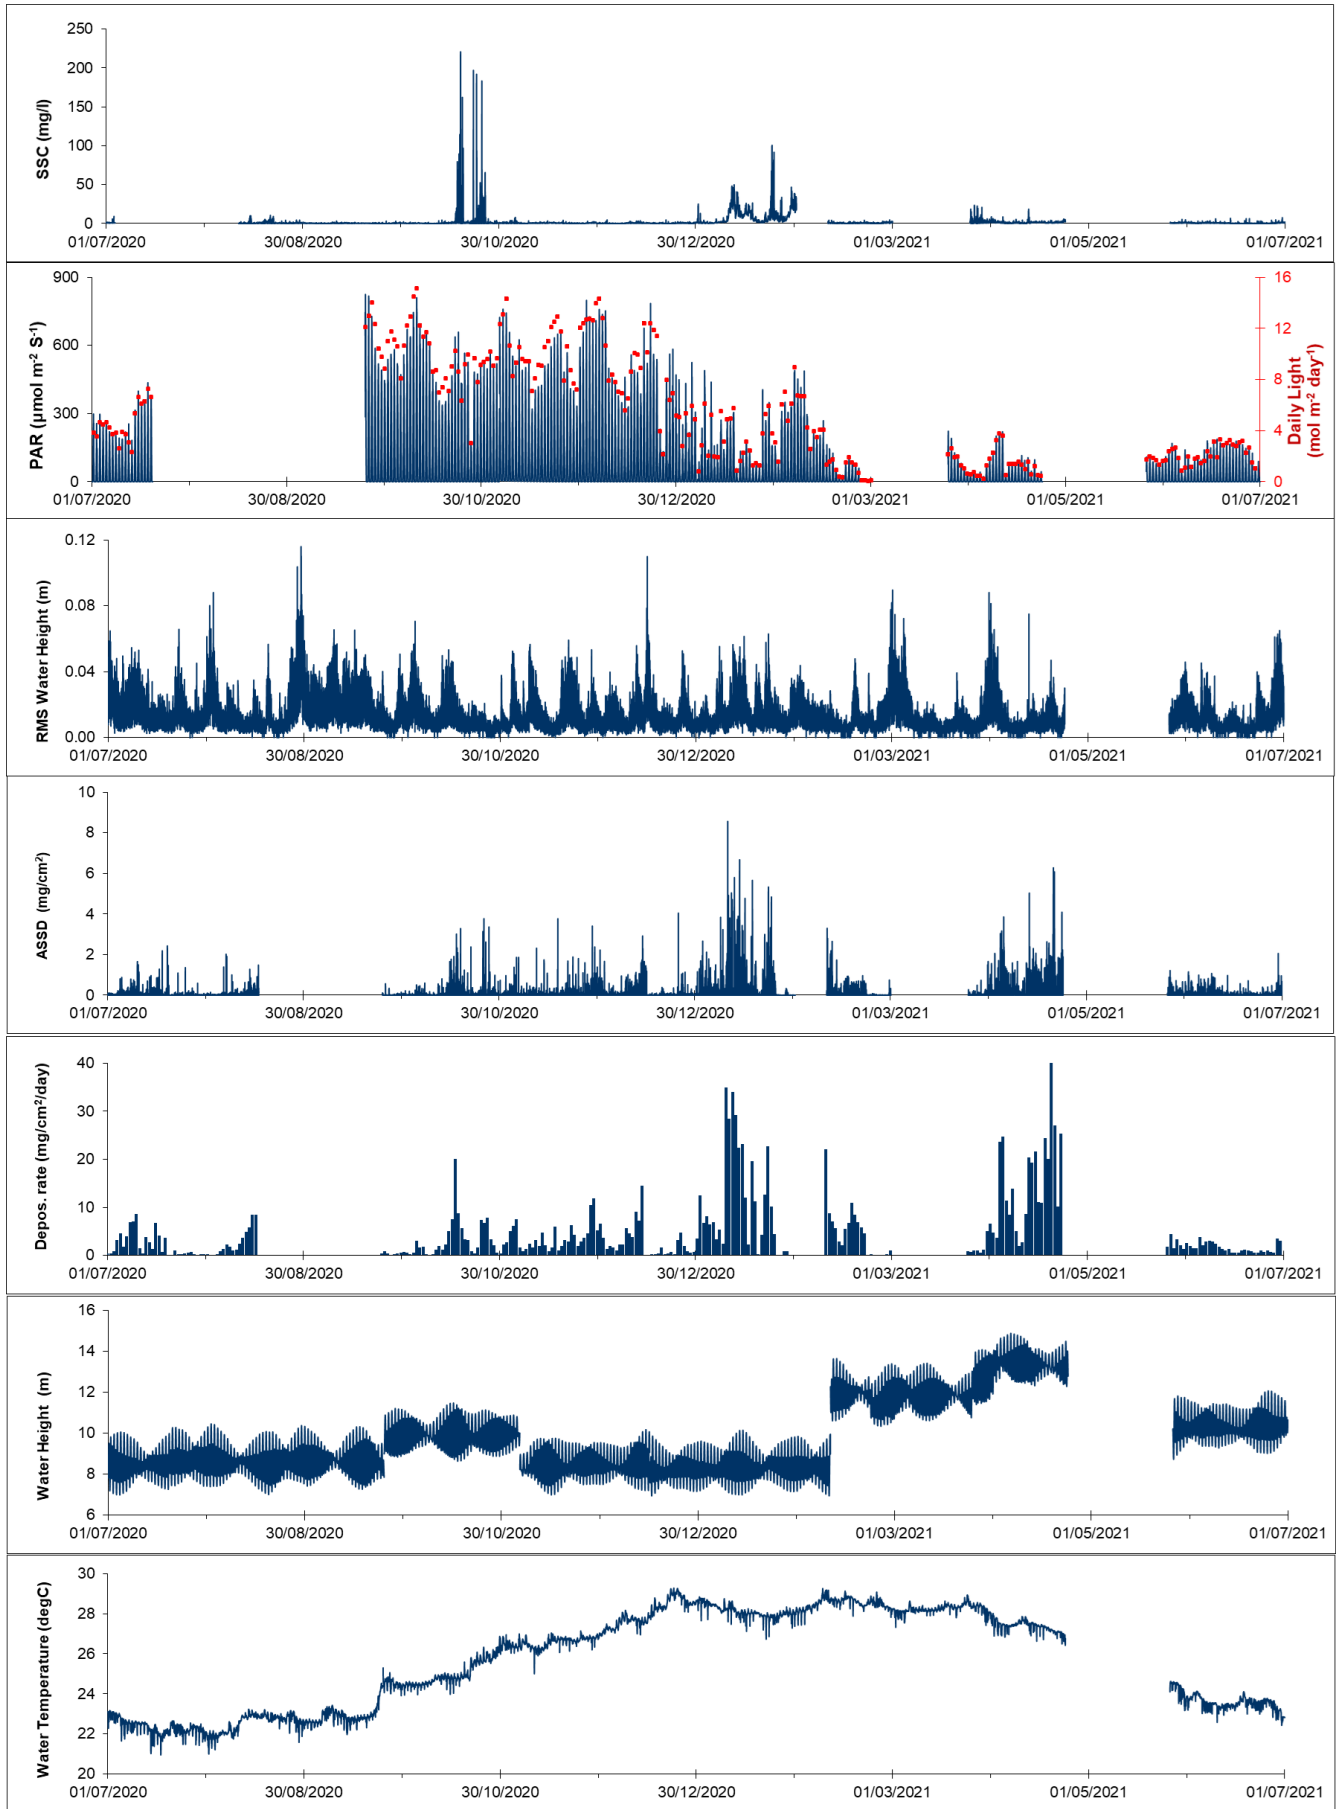 SSC (mg/l)
250
200
150
100
50
0
01/07/2020 30/08/2020 30/10/2020 30/12/2020 01/03/2021 01/05/2021 01/07/2021
PAR (µmol m-2 S-1)
900
600
300
0
16
12
8
4
0
Daily Light
(mol m-2 day-1)
01/07/2020 30/08/2020 30/10/2020 30/12/2020 01/03/2021 01/05/2021 01/07/2021
RMS Water Height (m)
0.12
0.08
0.04
0.00
01/07/2020 30/08/2020 30/10/2020 30/12/2020 01/03/2021 01/05/2021 01/07/2021
ASSD (mg/cm2)
10
8
6
4
2
0
01/07/2020 30/08/2020 30/10/2020 30/12/2020 01/03/2021 01/05/2021 01/07/2021
Depos. rate (mg/cm2/day)
40
30
20
10
0
01/07/2020 30/08/2020 30/10/2020 30/12/2020 01/03/2021 01/05/2021 01/07/2021
Water Height (m)
16
14
12
10
8
6
01/07/2020 30/08/2020 30/10/2020 30/12/2020 01/03/2021 01/05/2021 01/07/2021
Water Temperature (degC)
30
28
26
24
22
20
01/07/2020 30/08/2020 30/10/2020 30/12/2020 01/03/2021 01/05/2021 01/07/2021